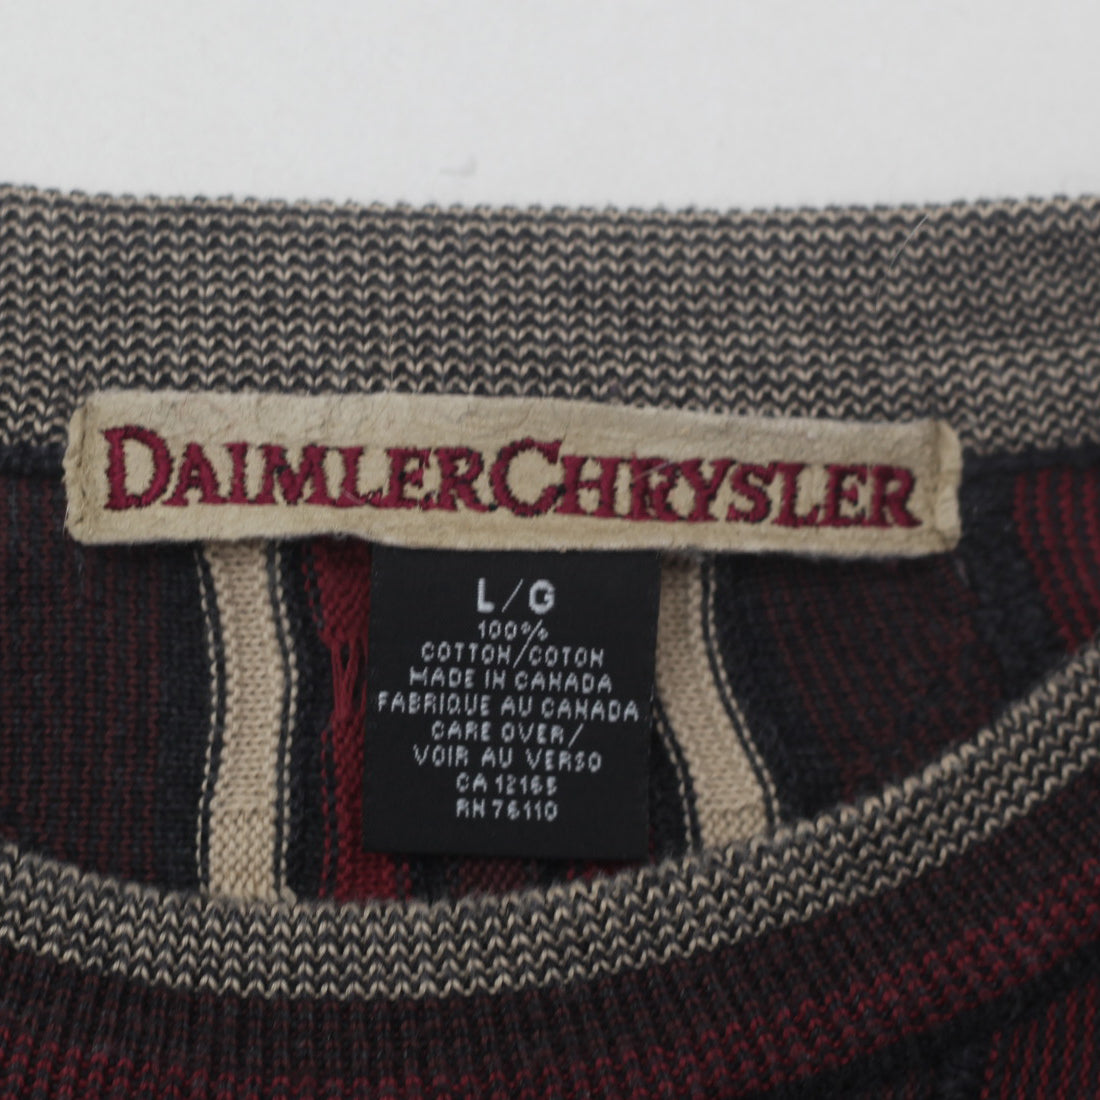 DAIMLERCHRYSLER
L/G
100%
COTTON/COTON
MADE IN CANADA
FABRIQUE AU CANADA
CARE OVER/
VOIR AU VERSO
CA 12165
RN 76110